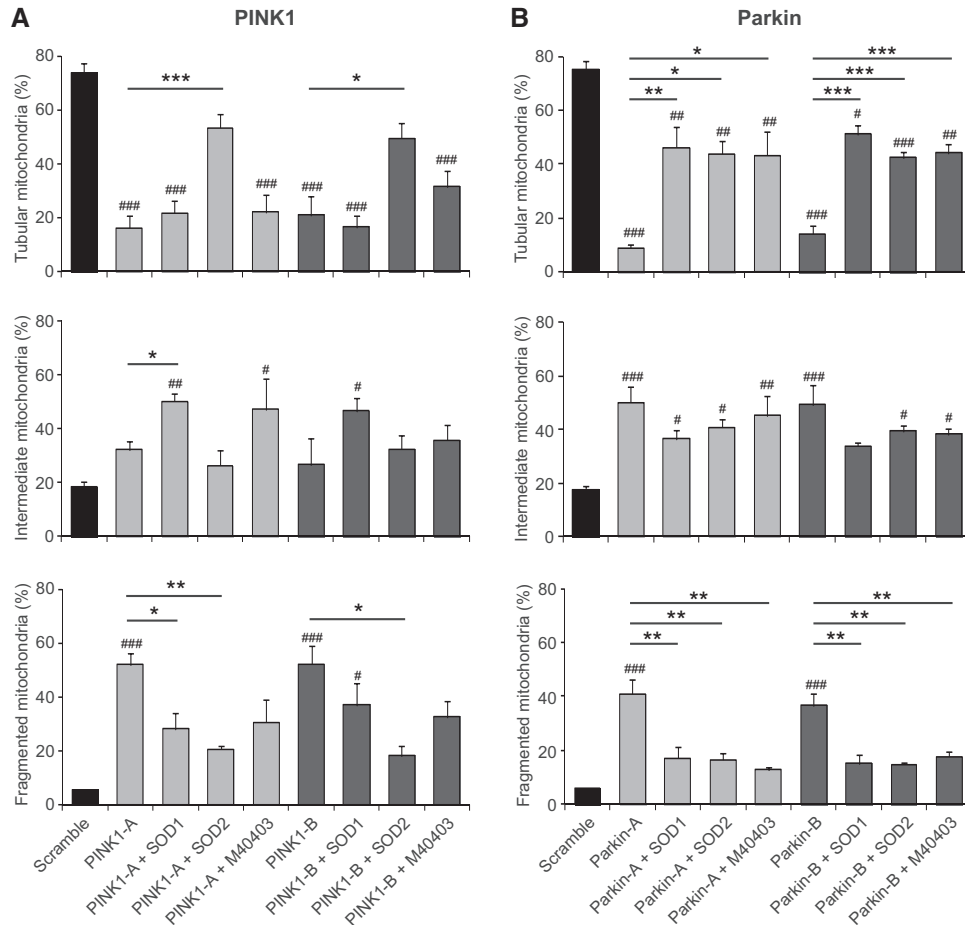 A
PINK1
Tubular mitochondria (%)
80
60
40
20
0
***
*
###
###
###
###
###
###
Intermediate mitochondria (%)
80
60
40
20
0
*
##
#
#
Fragmented mitochondria (%)
80
60
40
20
0
**
*
*
###
###
#
Scramble
PINK1-A
PINK1-A + SOD1
PINK1-A + SOD2
PINK1-A + M40403
PINK1-B
PINK1-B + SOD1
PINK1-B + SOD2
PINK1-B + M40403
B
Parkin
Tubular mitochondria (%)
80
60
40
20
0
*
*
**
***
***
***
###
##
##
##
###
#
###
##
Intermediate mitochondria (%)
80
60
40
20
0
###
#
#
##
###
#
#
Fragmented mitochondria (%)
80
60
40
20
0
**
**
**
**
**
**
###
###
Scramble
Parkin-A
Parkin-A + SOD1
Parkin-A + SOD2
Parkin-A + M40403
Parkin-B
Parkin-B + SOD1
Parkin-B + SOD2
Parkin-B + M40403